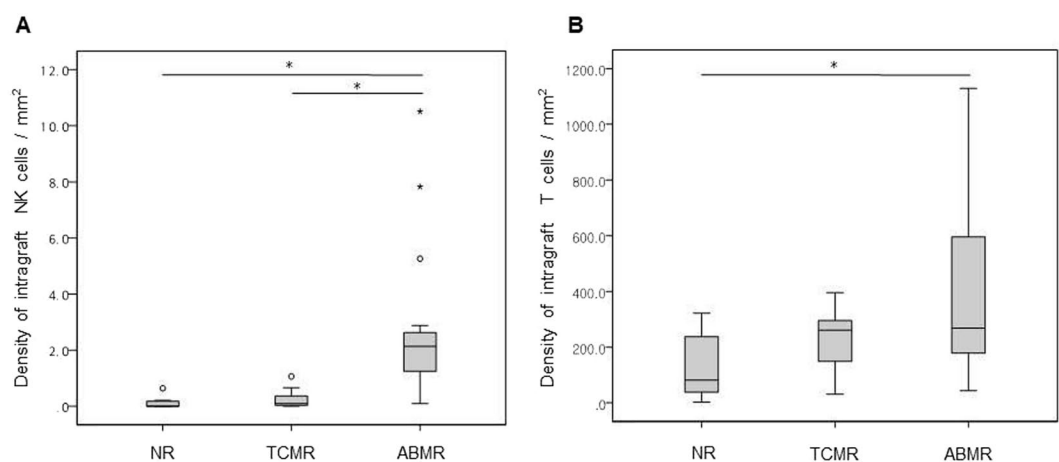 A
Density of intragraft NK cells / mm²
12.0
10.0
8.0
6.0
4.0
2.0
.0
*
*
*
*
NR
TCMR
ABMR
B
Density of intragraft T cells / mm²
1200.0
1000.0
800.0
600.0
400.0
200.0
.0
*
NR
TCMR
ABMR